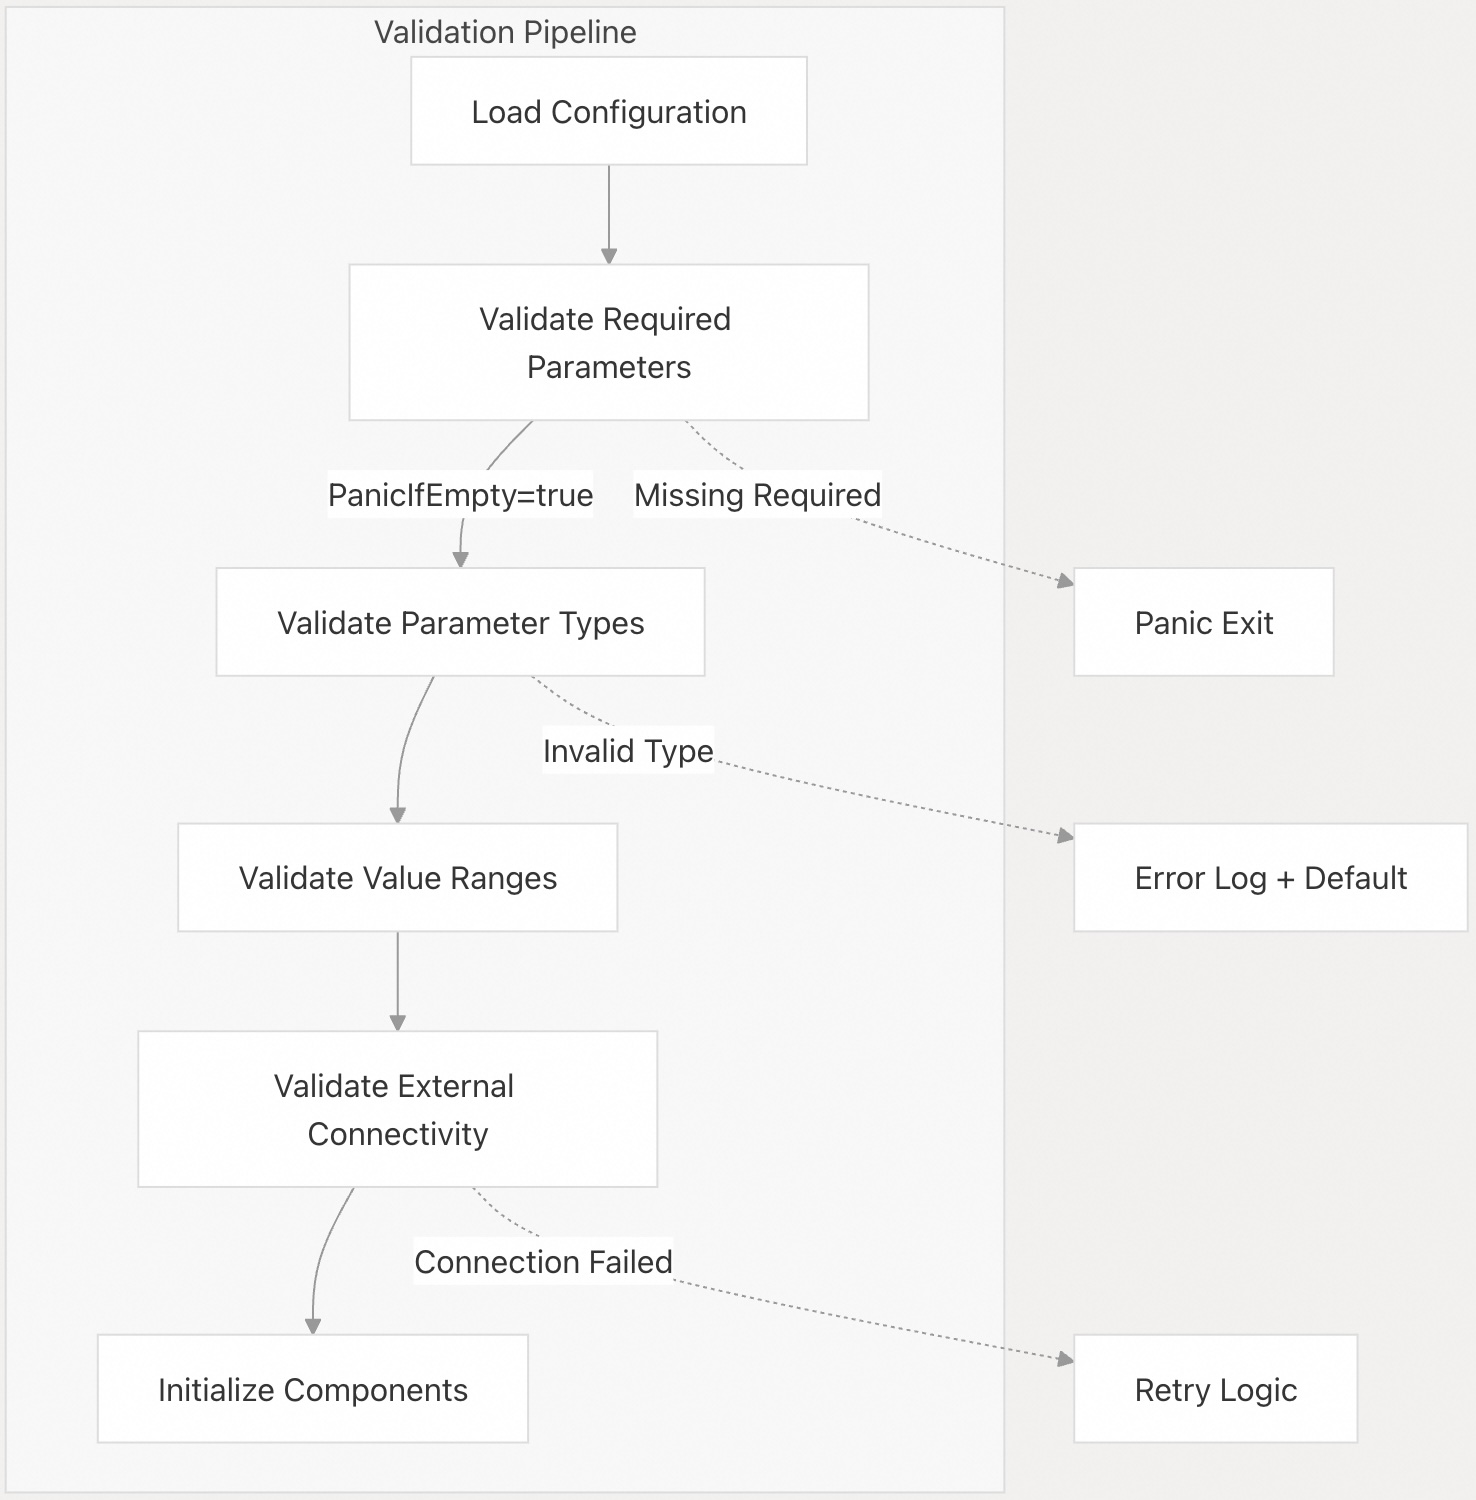 Validation Pipeline
Load Configuration
Validate Required
Parameters
PanicIfEmpty=true
Missing Required
Validate Parameter Types
Panic Exit
Invalid Type
Validate Value Ranges
Error Log + Default
Validate External
Connectivity
Connection Failed
Initialize Components
Retry Logic